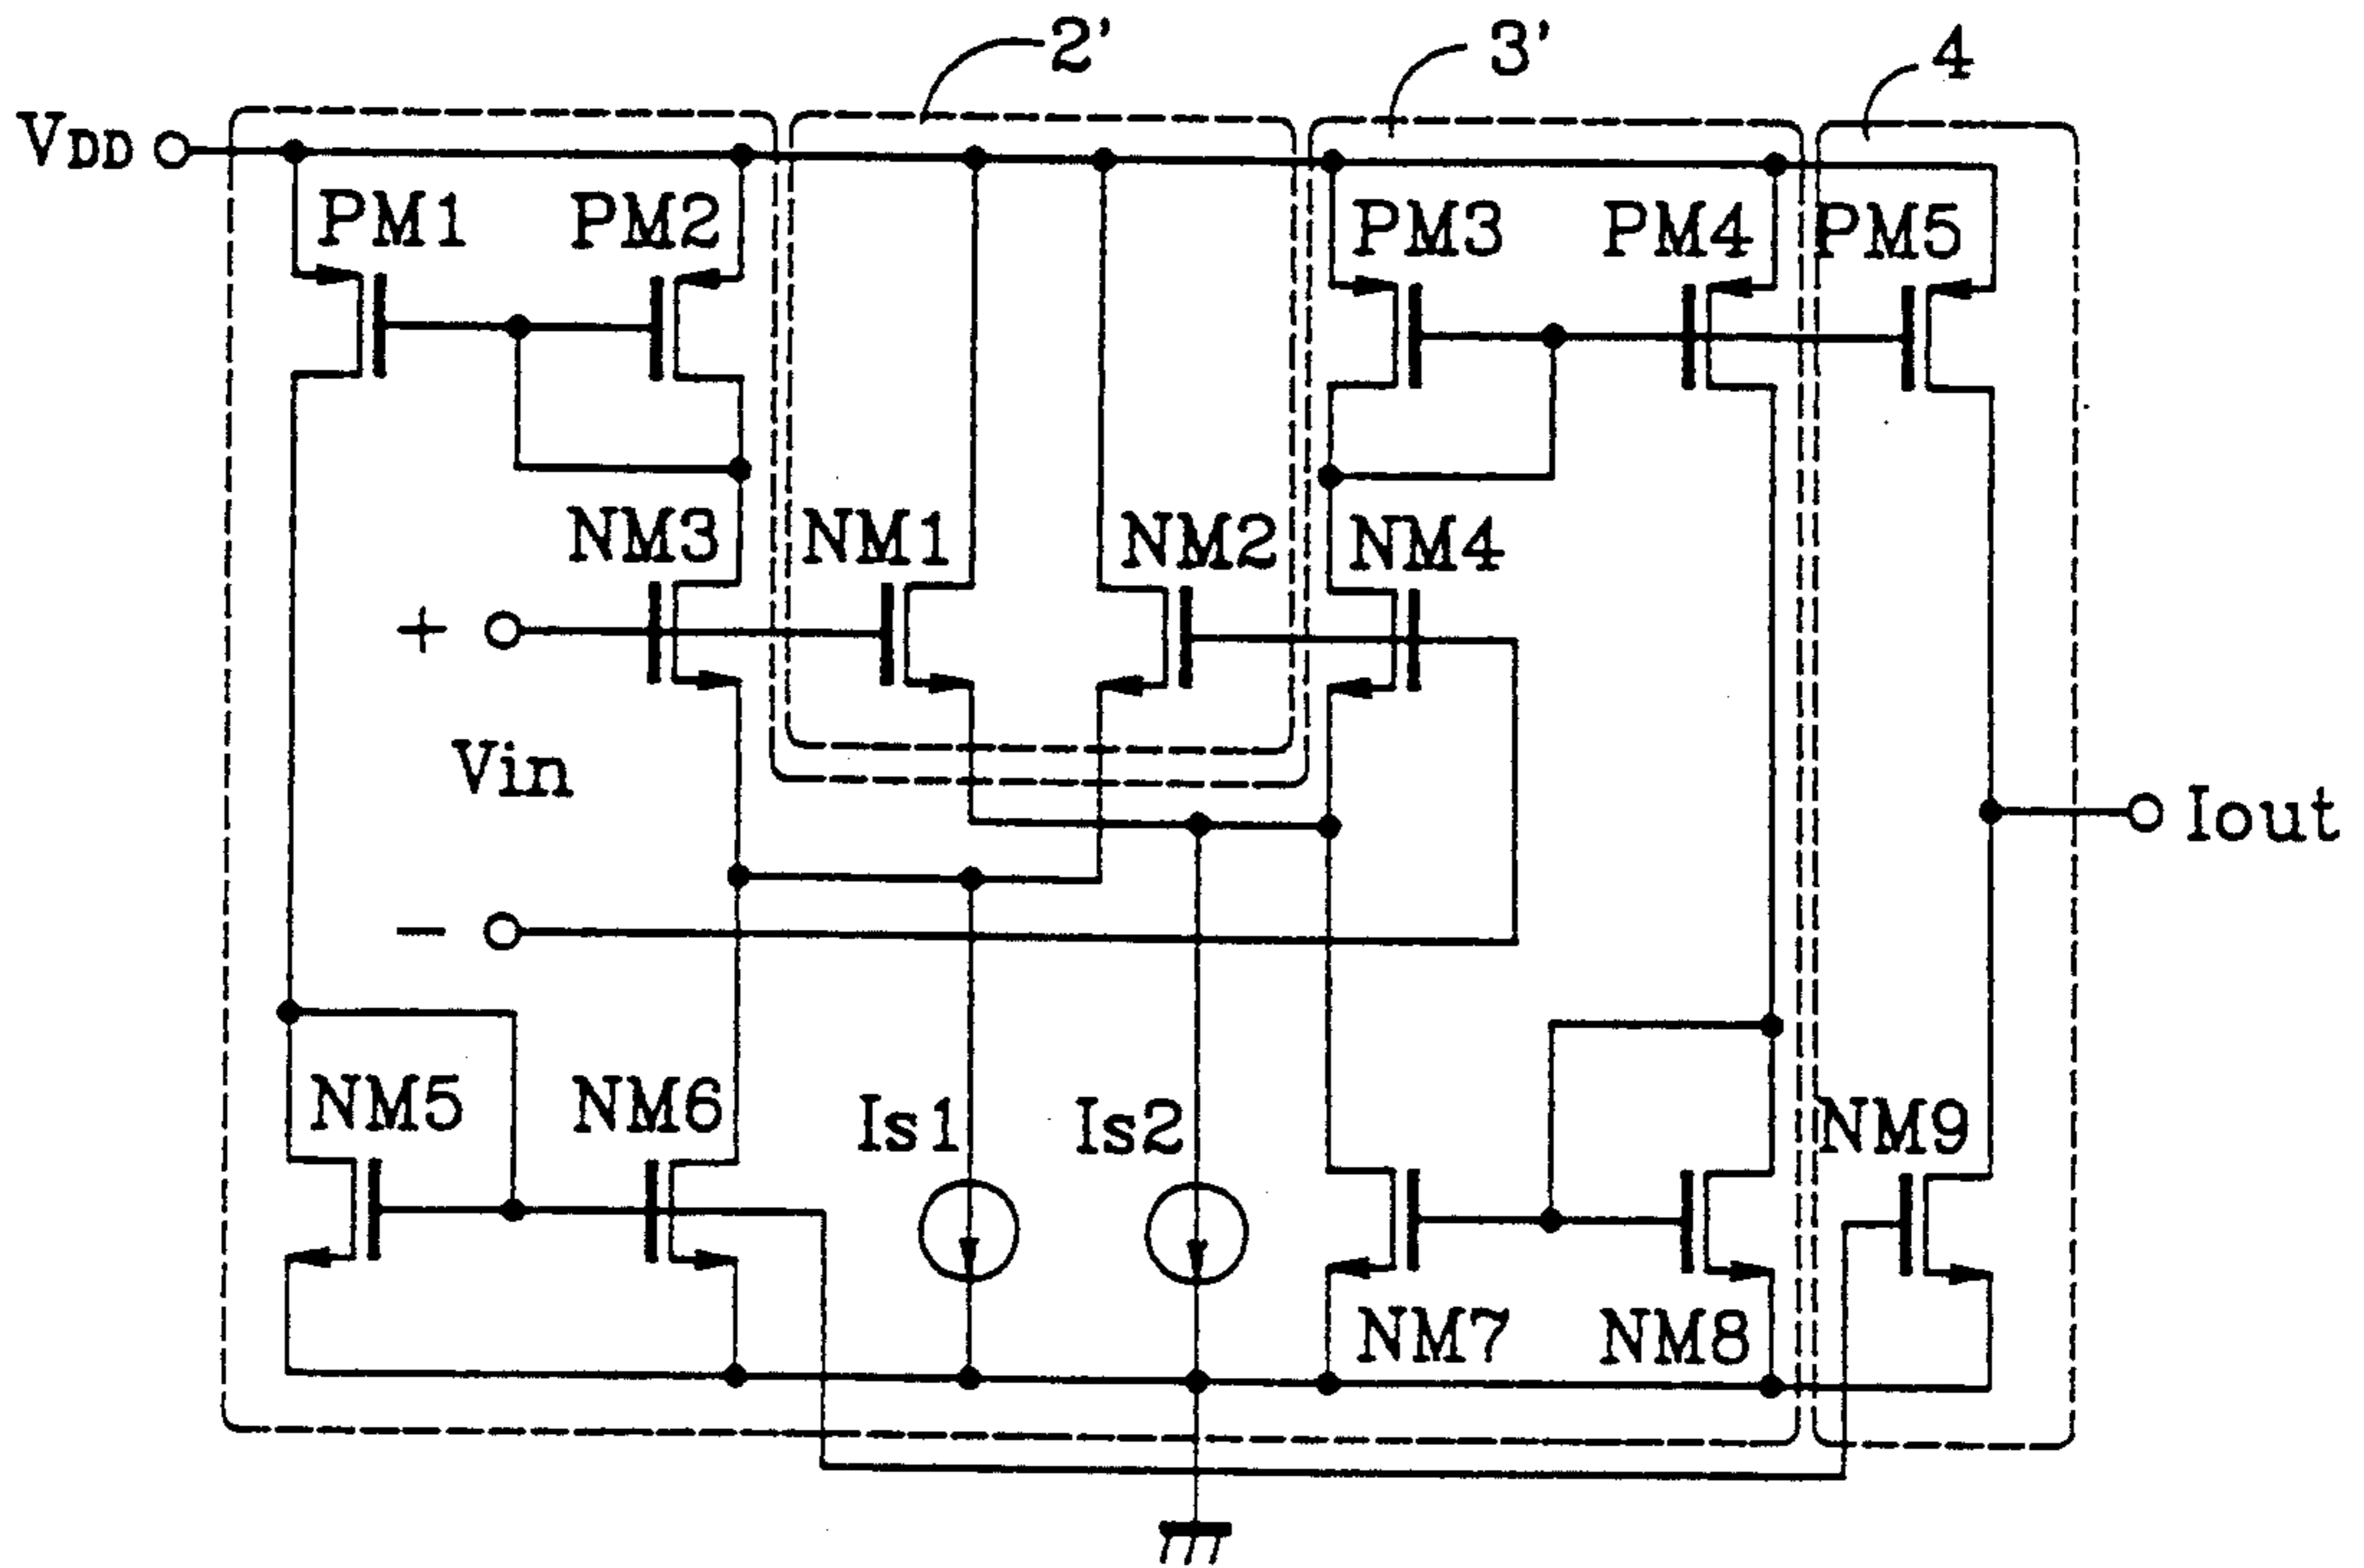 2'
3'
4
VDD
PM1
PM2
PM3
PM4
PM5
NM3
NM1
NM2
NM4
+
Vin
Iout
−
NM5
NM6
Is1
Is2
NM9
NM7
NM8